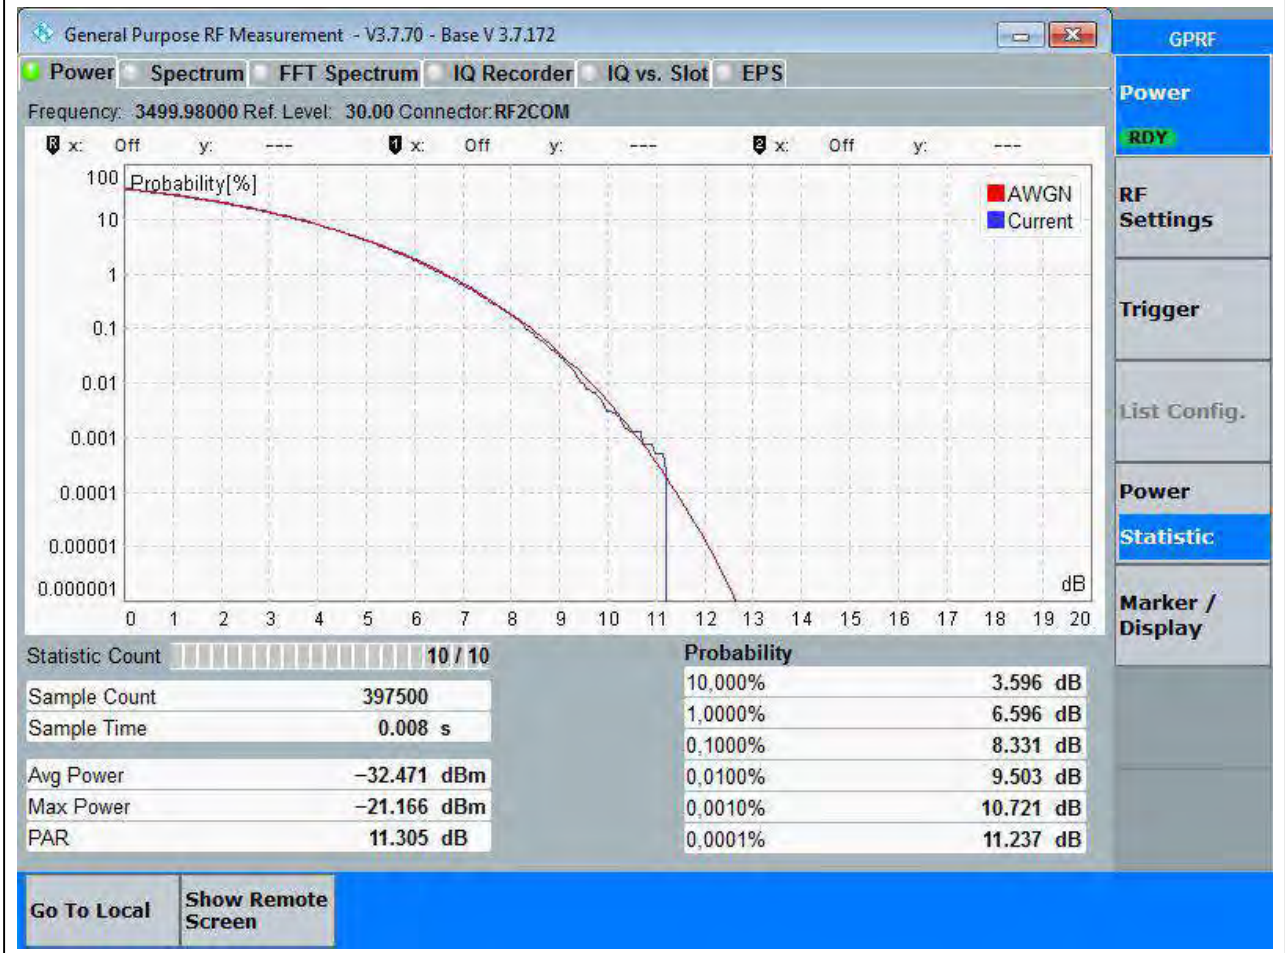 General Purpose RF Measurement - V3.7.70 - Base V 3.7.172
GPRF
Power Spectrum FFT Spectrum IQ Recorder IQ vs. Slot EPS
Frequency: 3499.98000 Ref. Level: 30.00 Connector:RF2COM
R x: Off y: --- 1 x: Off y: --- 2 x: Off y: ---
Probability[%]
AWGN
Current
100
10
1
0.1
0.01
0.001
0.0001
0.00001
0.000001
dB
0 1 2 3 4 5 6 7 8 9 10 11 12 13 14 15 16 17 18 19 20
Statistic Count 10 / 10
Sample Count 397500
Sample Time 0.008 s
Avg Power −32.471 dBm
Max Power −21.166 dBm
PAR 11.305 dB
Probability
10,000% 3.596 dB
1,0000% 6.596 dB
0,1000% 8.331 dB
0,0100% 9.503 dB
0,0010% 10.721 dB
0,0001% 11.237 dB
Power
RDY
RF
Settings
Trigger
List Config.
Power
Statistic
Marker /
Display
Go To Local
Show Remote
Screen